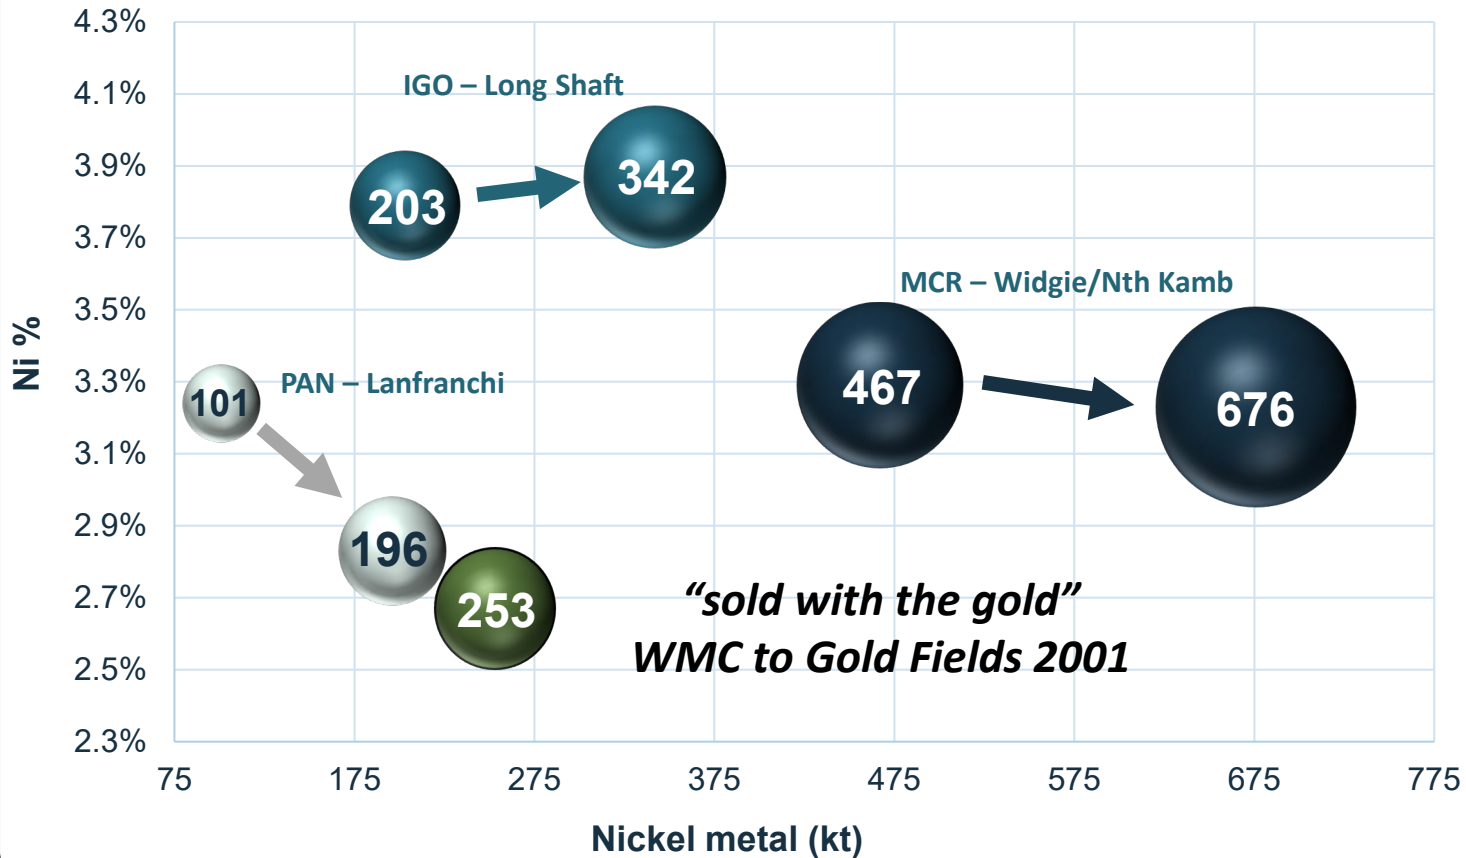 4.3%
4.1%
3.9%
3.7%
3.5%
3.3%
3.1%
2.9%
2.7%
2.5%
2.3%
Ni %
IGO – Long Shaft
203
342
MCR – Widgie/Nth Kamb
467
676
PAN – Lanfranchi
101
196
253
“sold with the gold”
WMC to Gold Fields 2001
75 175 275 375 475 575 675 775
Nickel metal (kt)